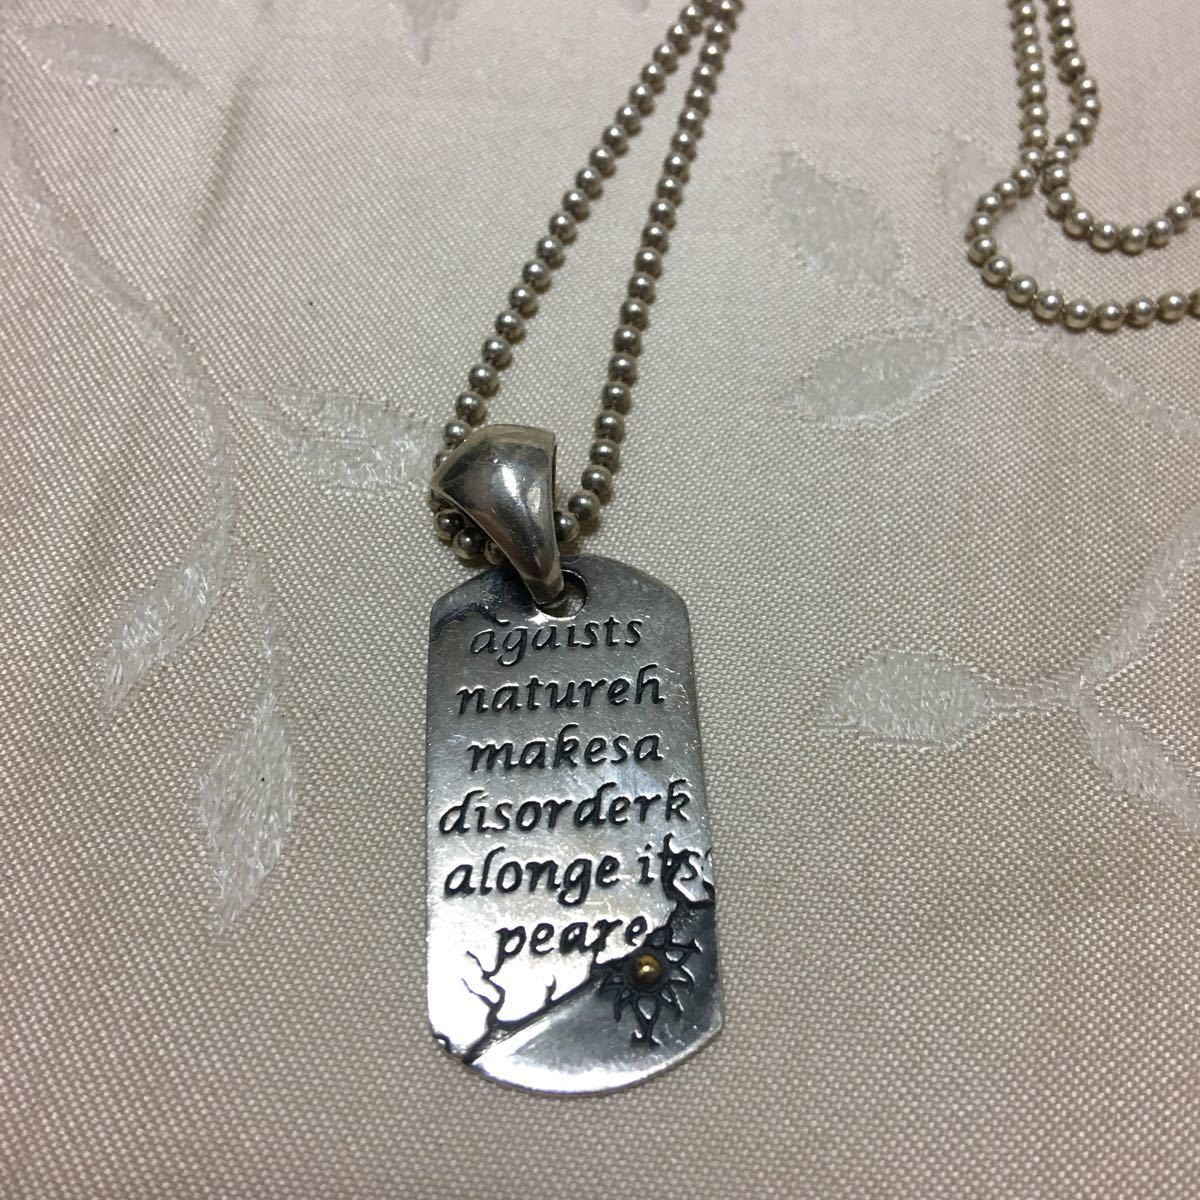 agaists
natureh
makesa
disorderk
alonge its
peare